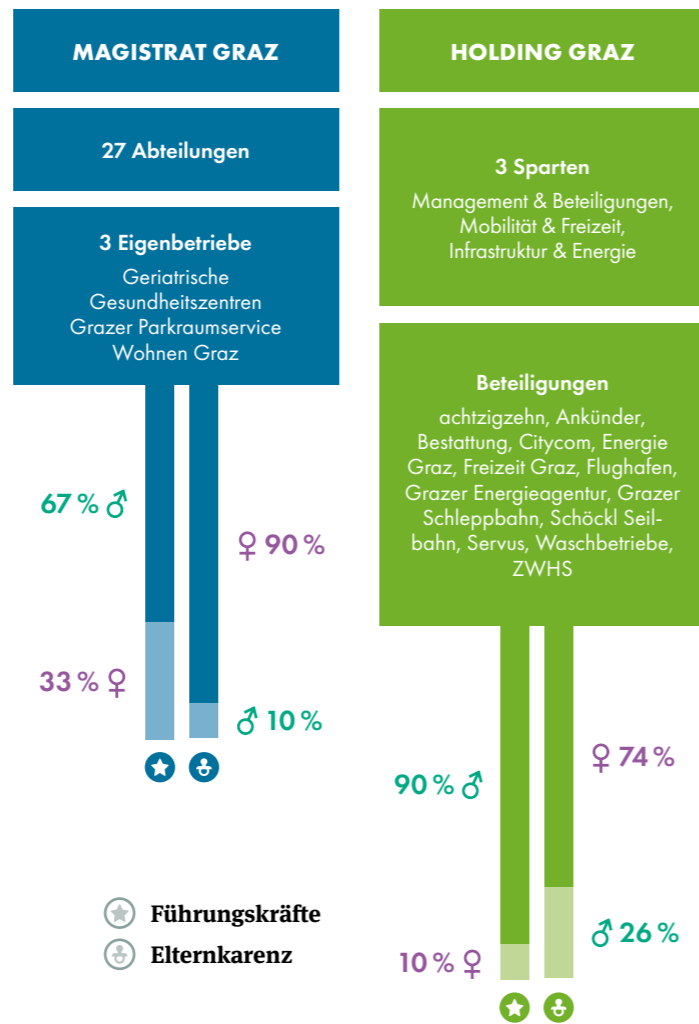 MAGISTRAT GRAZ
27 Abteilungen
3 Eigenbetriebe
Geriatrische
Gesundheitszentren
Grazer Parkraumservice
Wohnen Graz
67 % ♂
♀ 90 %
33 % ♀
♂ 10 %
HOLDING GRAZ
3 Sparten
Management & Beteiligungen,
Mobilität & Freizeit,
Infrastruktur & Energie
Beteiligungen
achtzigzehn, Ankünder,
Bestattung, Citycom, Energie
Graz, Freizeit Graz, Flughafen,
Grazer Energieagentur, Grazer
Schleppbahn, Schöckl Seil-
bahn, Servus, Waschbetriebe,
ZWHS
90 % ♂
♀ 74 %
10 % ♀
♂ 26 %
Führungskräfte
Elternkarenz